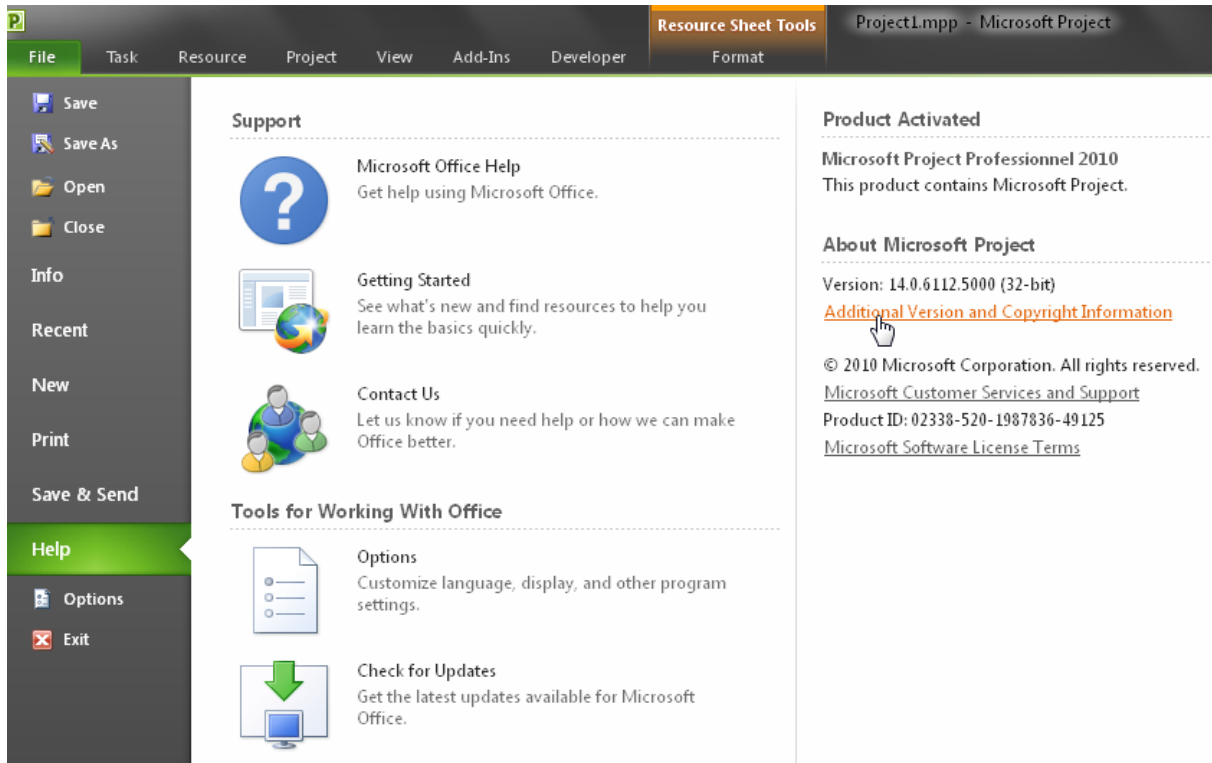 Resource Sheet Tools
Project1.mpp - Microsoft Project
File Task Resource Project View Add-Ins Developer Format
Save
Save As
Open
Close
Info
Recent
New
Print
Save & Send
Help
Options
Exit
Support
Microsoft Office Help
Get help using Microsoft Office.
Getting Started
See what's new and find resources to help you
learn the basics quickly.
Contact Us
Let us know if you need help or how we can make
Office better.
Tools for Working With Office
Options
Customize language, display, and other program
settings.
Check for Updates
Get the latest updates available for Microsoft
Office.
Product Activated
Microsoft Project Professionnel 2010
This product contains Microsoft Project.
About Microsoft Project
Version: 14.0.6112.5000 (32-bit)
Additional Version and Copyright Information
© 2010 Microsoft Corporation. All rights reserved.
Microsoft Customer Services and Support
Product ID: 02338-520-1987836-49125
Microsoft Software License Terms